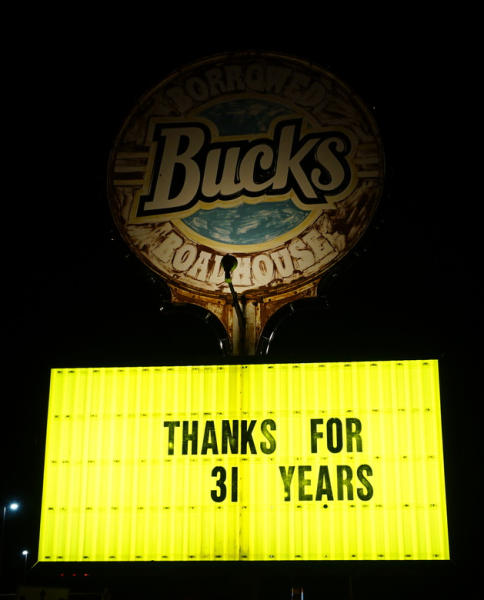 BORROWED
Bucks
ROADHOUSE
THANKS FOR
31 YEARS